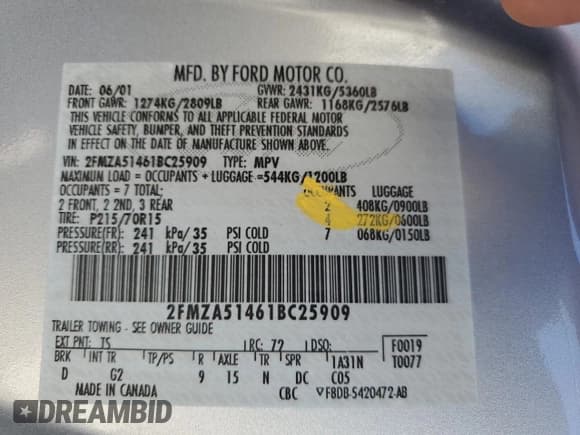 MFD. BY FORD MOTOR CO.
DATE: 06/01 GVWR: 2431KG/5360LB
FRONT GAWR: 1274KG/2809LB REAR GAWR: 1168KG/2576LB
THIS VEHICLE CONFORMS TO ALL APPLICABLE FEDERAL MOTOR
VEHICLE SAFETY, BUMPER, AND THEFT PREVENTION STANDARDS
IN EFFECT ON THE DATE OF MANUFACTURE SHOWN ABOVE.
VIN: 2FMZA51461BC25909 TYPE: MPV
MAXIMUM LOAD = OCCUPANTS + LUGGAGE =544KG/1200LB
OCCUPANTS = 7 TOTAL; OCCUPANTS LUGGAGE
2 FRONT, 2 2ND, 3 REAR 2 408KG/0900LB
TIRE: P215/70R15 4 272KG/0600LB
PRESSURE(FR): 241 kPa/35 PSI COLD 7 068KG/0150LB
PRESSURE(RR): 241 kPa/35 PSI COLD
2FMZA51461BC25909
TRAILER TOWING - SEE OWNER GUIDE
EXT PNT: TS RC: 72 DSO: F0019
BRK INT TR TP/PS R AXLE TR SPR 1A31N T0077
D G2 9 15 N DC C05
MADE IN CANADA CBC F8DB-5420472-AB
DREAMBID